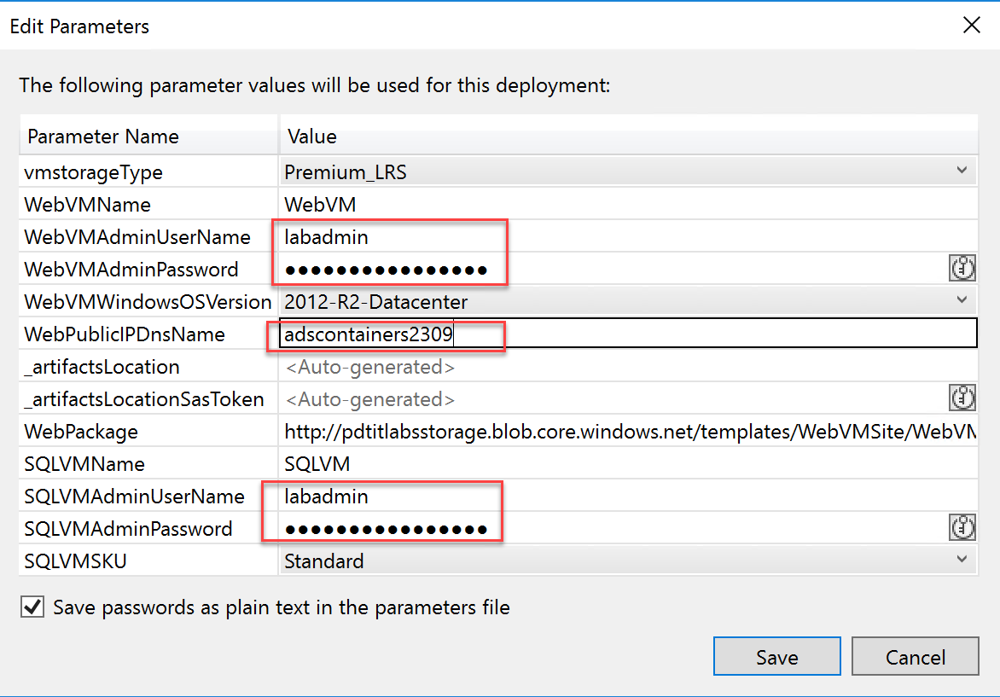 Edit Parameters
The following parameter values will be used for this deployment:
Parameter Name Value
vmstorageType Premium_LRS
WebVMName WebVM
WebVMAdminUserName labadmin
WebVMAdminPassword ●●●●●●●●●●●●●●●●
WebVMWindowsOSVersion 2012-R2-Datacenter
WebPublicIPDnsName adscontainers2309
_artifactsLocation <Auto-generated>
_artifactsLocationSasToken <Auto-generated>
WebPackage http://pdtitlabsstorage.blob.core.windows.net/templates/WebVMSite/WebVM
SQLVMName SQLVM
SQLVMAdminUserName labadmin
SQLVMAdminPassword ●●●●●●●●●●●●●●●●
SQLVMSKU Standard
Save passwords as plain text in the parameters file
Save Cancel